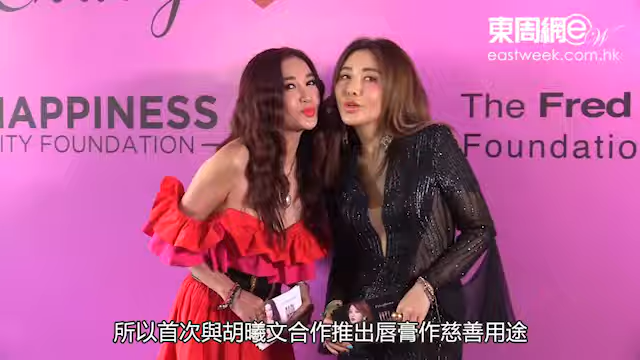 東周網e
eastweek.com.hk
HAPPINESS
ITY FOUNDATION
The Fred
Foundatio
所以首次與胡曦文合作推出唇膏作慈善用途